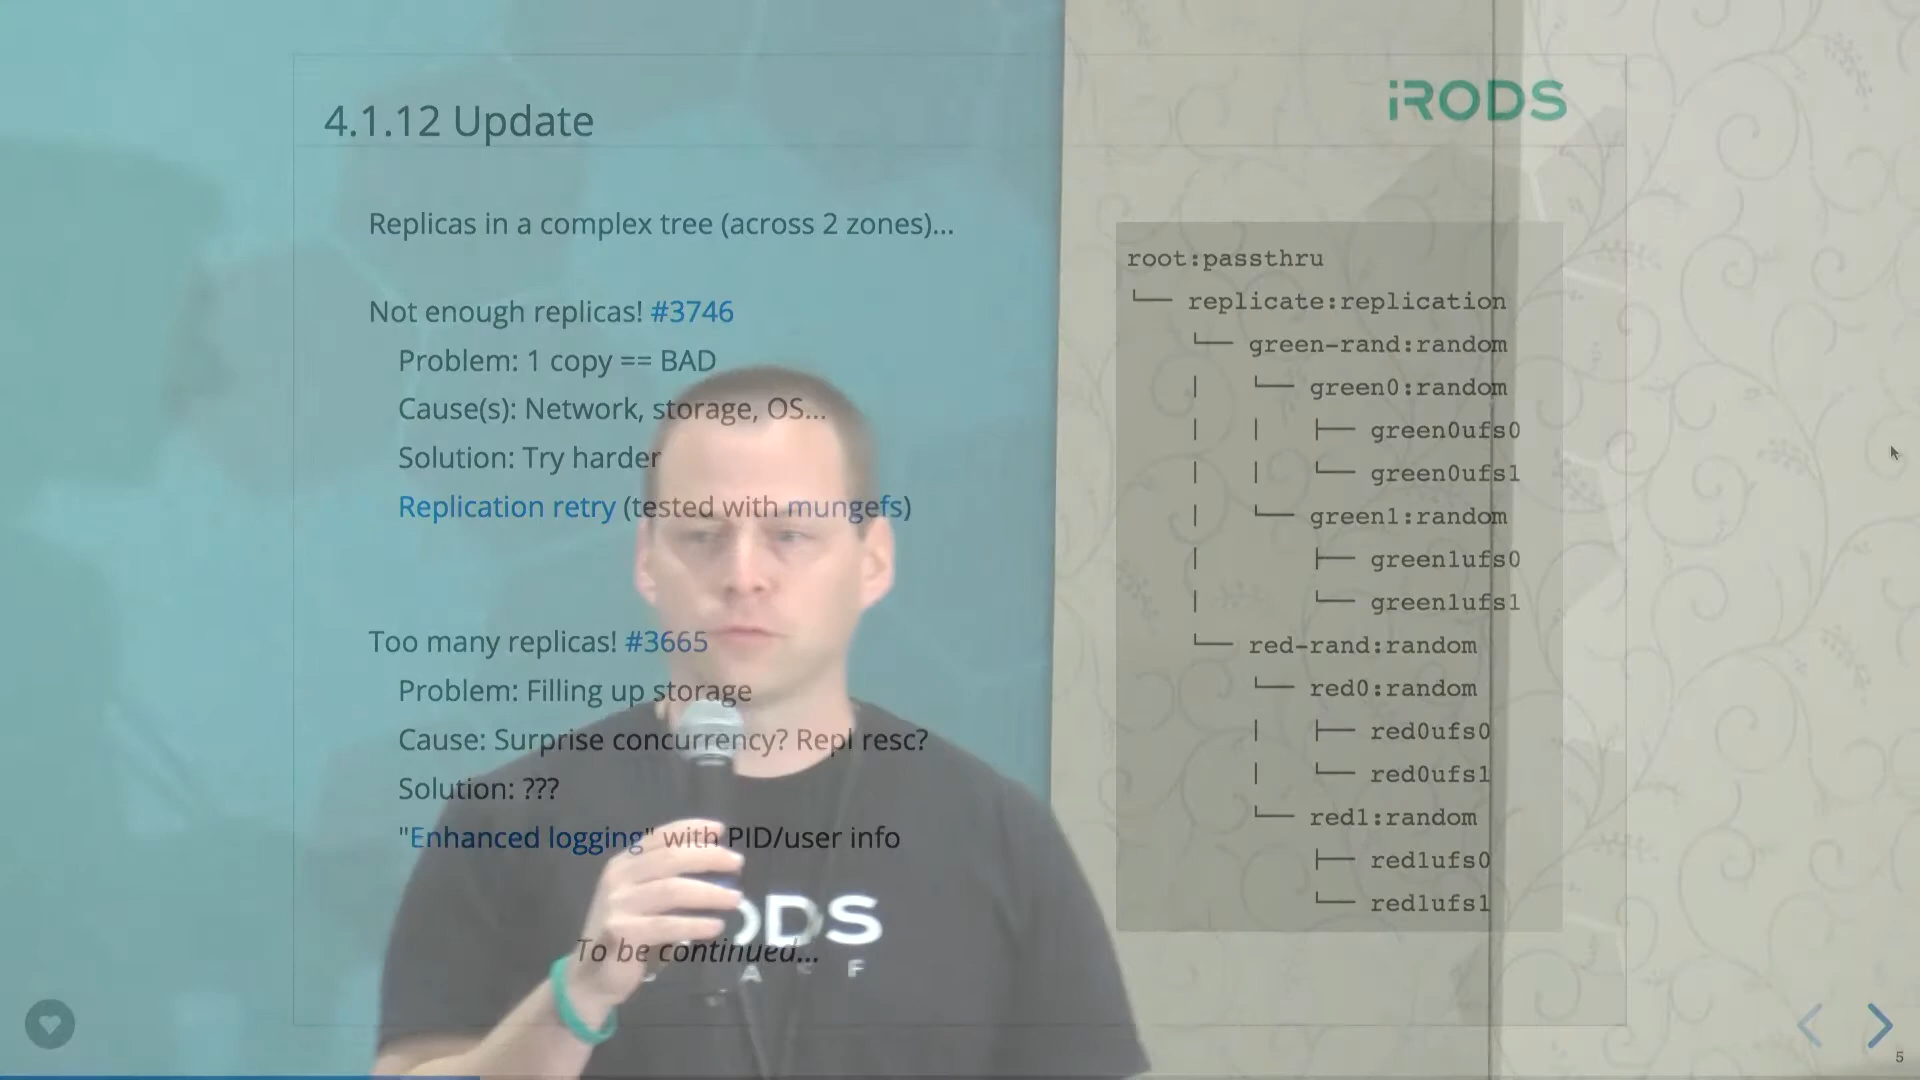 4.1.12 Update
iRODS
Replicas in a complex tree (across 2 zones)...
Not enough replicas! #3746
Problem: 1 copy == BAD
Cause(s): Network, storage, OS...
Solution: Try harder
Replication retry (tested with mungefs)
Too many replicas! #3665
Problem: Filling up storage
Cause: Surprise concurrency? Repl resc?
Solution: ???
"Enhanced logging" with PID/user info
To be continued...
root:passthru
└── replicate:replication
└── green-rand:random
| └── green0:random
| | ├── green0ufs0
| | └── green0ufs1
| └── green1:random
| ├── green1ufs0
| └── green1ufs1
└── red-rand:random
└── red0:random
| ├── red0ufs0
| └── red0ufs1
└── red1:random
├── red1ufs0
└── red1ufs1
ODS
A F
5